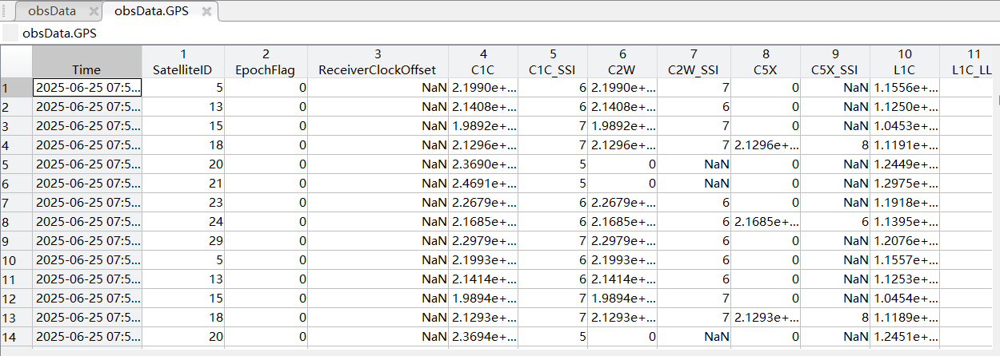 obsData obsData.GPS
obsData.GPS
1 2 3 4 5 6 7 8 9 10 11
Time SatelliteID EpochFlag ReceiverClockOffset C1C C1C_SSI C2W C2W_SSI C5X C5X_SSI L1C L1C_LL
1 2025-06-25 07:5... 5 0 NaN 2.1990e+... 6 2.1990e+... 7 0 NaN 1.1556e+...
2 2025-06-25 07:5... 13 0 NaN 2.1408e+... 6 2.1408e+... 6 0 NaN 1.1250e+...
3 2025-06-25 07:5... 15 0 NaN 1.9892e+... 7 1.9892e+... 7 0 NaN 1.0453e+...
4 2025-06-25 07:5... 18 0 NaN 2.1296e+... 7 2.1296e+... 7 2.1296e+... 8 1.1191e+...
5 2025-06-25 07:5... 20 0 NaN 2.3690e+... 5 0 NaN 0 NaN 1.2449e+...
6 2025-06-25 07:5... 21 0 NaN 2.4691e+... 5 0 NaN 0 NaN 1.2975e+...
7 2025-06-25 07:5... 23 0 NaN 2.2679e+... 6 2.2679e+... 6 0 NaN 1.1918e+...
8 2025-06-25 07:5... 24 0 NaN 2.1685e+... 6 2.1685e+... 6 2.1685e+... 6 1.1395e+...
9 2025-06-25 07:5... 29 0 NaN 2.2979e+... 7 2.2979e+... 6 0 NaN 1.2076e+...
10 2025-06-25 07:5... 5 0 NaN 2.1993e+... 6 2.1993e+... 6 0 NaN 1.1557e+...
11 2025-06-25 07:5... 13 0 NaN 2.1414e+... 6 2.1414e+... 6 0 NaN 1.1253e+...
12 2025-06-25 07:5... 15 0 NaN 1.9894e+... 7 1.9894e+... 7 0 NaN 1.0454e+...
13 2025-06-25 07:5... 18 0 NaN 2.1293e+... 7 2.1293e+... 7 2.1293e+... 8 1.1189e+...
14 2025-06-25 07:5... 20 0 NaN 2.3694e+... 5 0 NaN 0 NaN 1.2451e+...